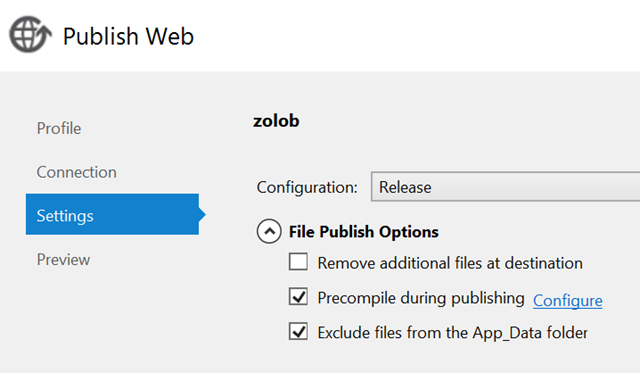 Publish Web
Profile
Connection
Settings
Preview
zolob
Configuration: Release
File Publish Options
Remove additional files at destination
Precompile during publishing Configure
Exclude files from the App_Data folder